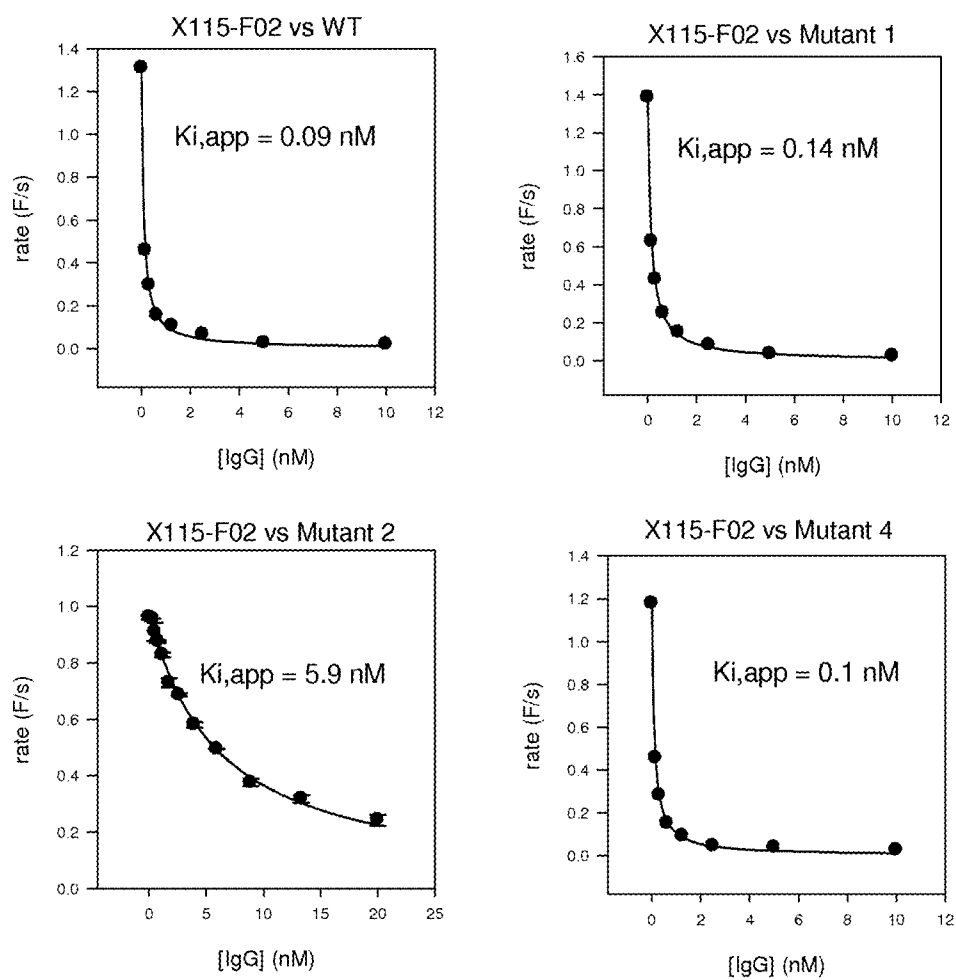 X115-F02 vs WT
1.4
1.2
1.0
0.8
0.6
0.4
0.2
0.0
rate (F/s)
Ki,app = 0.09 nM
0 2 4 6 8 10 12
[IgG] (nM)
X115-F02 vs Mutant 1
1.6
1.4
1.2
1.0
0.8
0.6
0.4
0.2
0.0
rate (F/s)
Ki,app = 0.14 nM
0 2 4 6 8 10 12
[IgG] (nM)
X115-F02 vs Mutant 2
1.2
1.0
0.8
0.6
0.4
0.2
0.0
rate (F/s)
Ki,app = 5.9 nM
0 5 10 15 20 25
[IgG] (nM)
X115-F02 vs Mutant 4
1.4
1.2
1.0
0.8
0.6
0.4
0.2
0.0
rate (F/s)
Ki,app = 0.1 nM
0 2 4 6 8 10 12
[IgG] (nM)